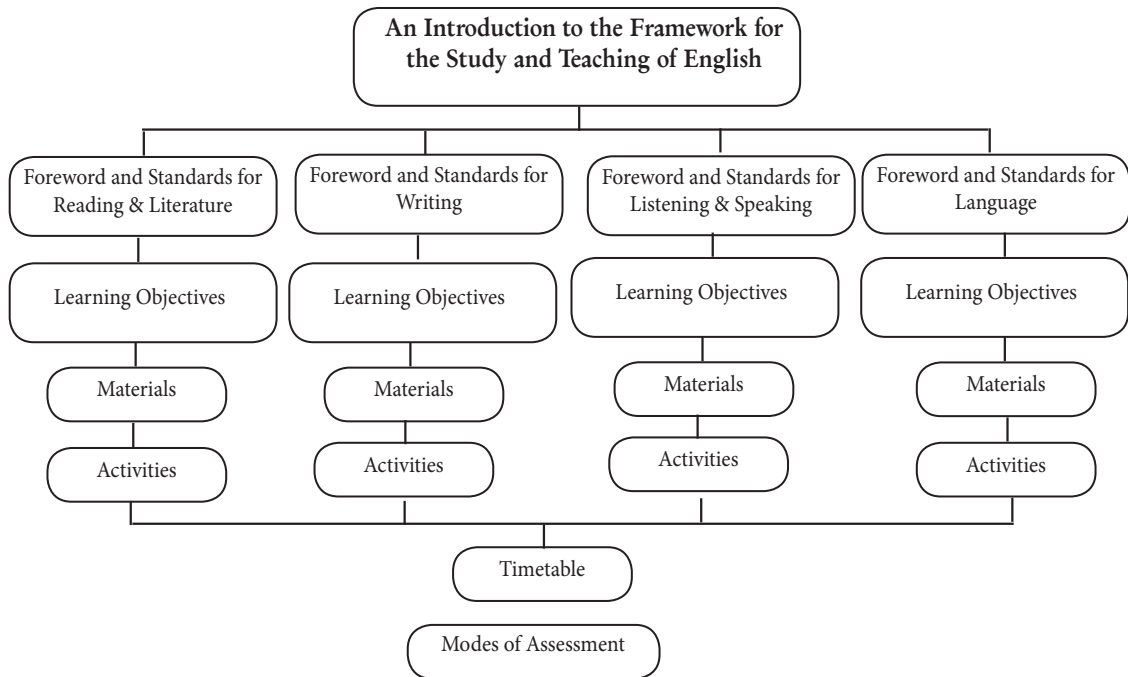 An Introduction to the Framework for
the Study and Teaching of English
Foreword and Standards for
Reading & Literature
Foreword and Standards for
Writing
Foreword and Standards for
Listening & Speaking
Foreword and Standards for
Language
Learning Objectives
Learning Objectives
Learning Objectives
Learning Objectives
Materials
Materials
Materials
Materials
Activities
Activities
Activities
Activities
Timetable
Modes of Assessment